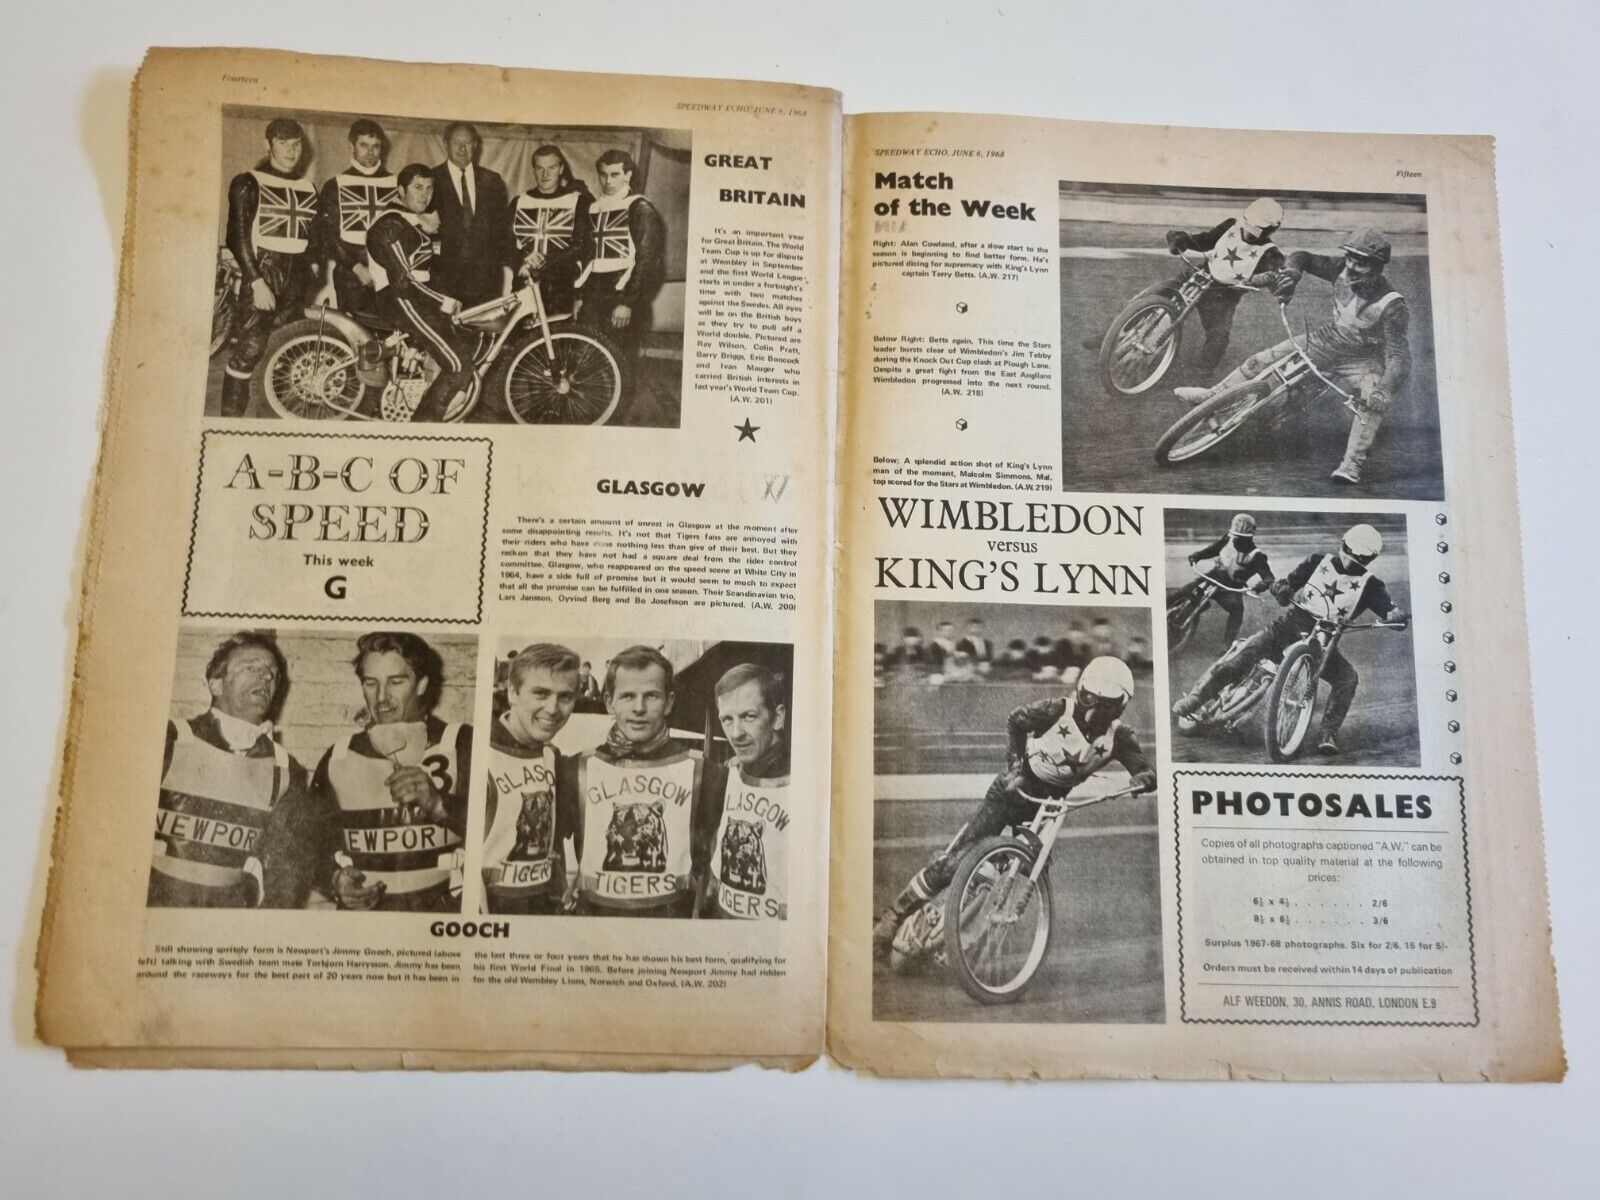 Fourteen
SPEEDWAY ECHO, JUNE 6, 1968
GREAT
BRITAIN
It's an important year
for Great Britain. The World
Team Cup is up for dispute
at Wembley in September
and the first World League
starts in under a fortnight's
time with two matches
against the Swedes. All eyes
will be on the British boys
as they try to pull off a
World double. Pictured are
Ray Wilson, Colin Pratt,
Barry Briggs, Eric Boocock
and Ivan Mauger who
carried British interests in
last year's World Team Cup.
(A.W. 201)
A-B-C OF
SPEED
This week
G
GLASGOW
There's a certain amount of unrest in Glasgow at the moment after
some disappointing results. It's not that Tigers fans are annoyed with
their riders who have done nothing less than give of their best. But they
reckon that they have not had a square deal from the rider control
committee. Glasgow, who reappeared on the speed scene at White City in
1964, have a side full of promise but it would seem to much to expect
that all the promise can be fulfilled in one season. Their Scandinavian trio,
Lars Jansson, Oyvind Berg and Bo Josefsson are pictured. (A.W. 200)
NEWPOR
3
EWPORT
GLASG
TIGER
GLASGOW
TIGERS
LASGOW
IGERS
GOOCH
Still showing spritely form is Newport's Jimmy Gooch, pictured (above
left) talking with Swedish team mate Torbjorn Harrysson. Jimmy has been
around the raceways for the best part of 20 years now but it has been in
the last three or four years that he has shown his best form, qualifying for
his first World Final in 1965. Before joining Newport Jimmy had ridden
for the old Wembley Lions, Norwich and Oxford. (A.W. 202)
SPEEDWAY ECHO, JUNE 6, 1968
Fifteen
Match
of the Week
Right: Alan Cowland, after a slow start to the
season is beginning to find better form. He's
pictured dicing for supremacy with King's Lynn
captain Terry Betts. (A.W. 217)
Below Right: Betts again. This time the Stars
leader bursts clear of Wimbledon's Jim Tebby
during the Knock Out Cup clash at Plough Lane.
Despite a great fight from the East Anglians
Wimbledon progressed into the next round.
(A.W. 218)
Below: A splendid action shot of King's Lynn
man of the moment, Malcolm Simmons. Mal,
top scored for the Stars at Wimbledon. (A.W. 219)
WIMBLEDON
versus
KING'S LYNN
PHOTOSALES
Copies of all photographs captioned "A.W." can be
obtained in top quality material at the following
prices:
6½ x 4½ . . . . . . 2/6
8½ x 6½ . . . . . . 3/6
Surplus 1967-68 photographs. Six for 2/6. 15 for 5/-
Orders must be received within 14 days of publication
ALF WEEDON, 30, ANNIS ROAD, LONDON E.9